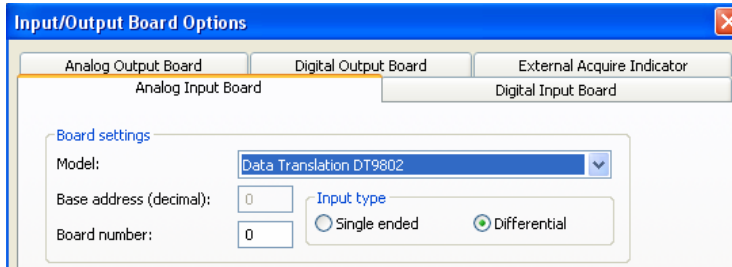 Input/Output Board Options
Analog Output Board Digital Output Board External Acquire Indicator
Analog Input Board Digital Input Board
Board settings
Model: Data Translation DT9802
Base address (decimal): 0 Input type
Single ended Differential
Board number: 0